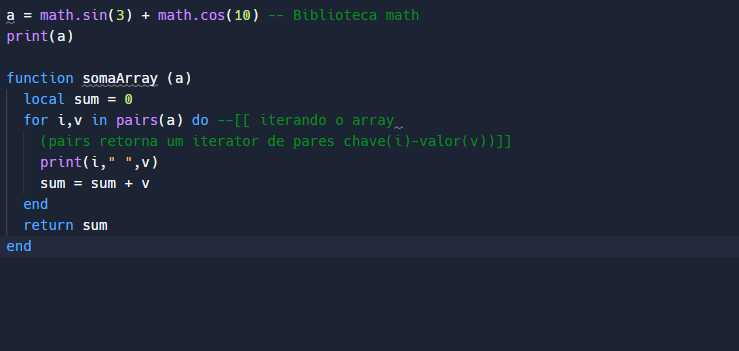 a = math.sin(3) + math.cos(10) -- Biblioteca math
print(a)
function somaArray (a)
local sum = 0
for i,v in pairs(a) do --[[ iterando o array
(pairs retorna um iterator de pares chave(i)-valor(v))]]
print(i," ",v)
sum = sum + v
end
return sum
end